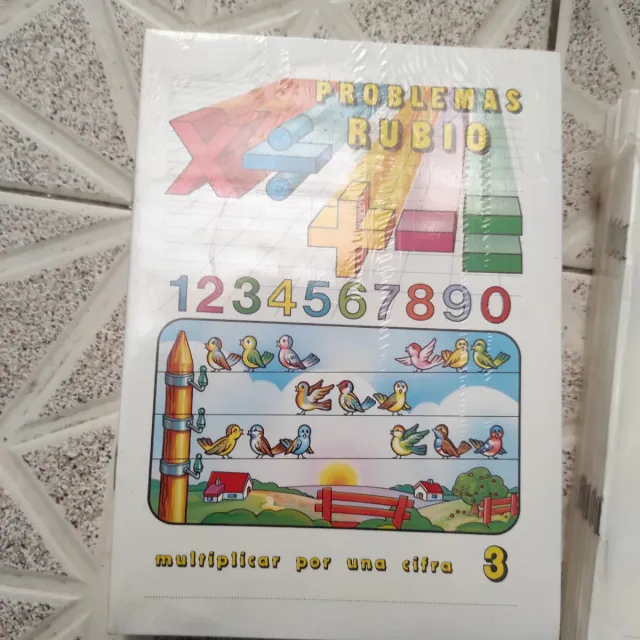 PROBLEMAS
RUBIO
1234567890
multiplicar por una cifra 3